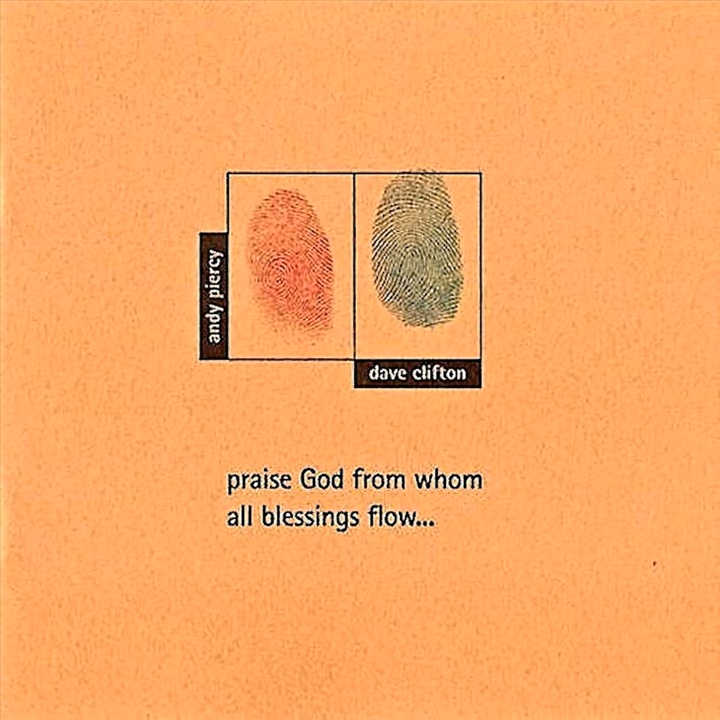 andy piercy
dave clifton
praise God from whom
all blessings flow...